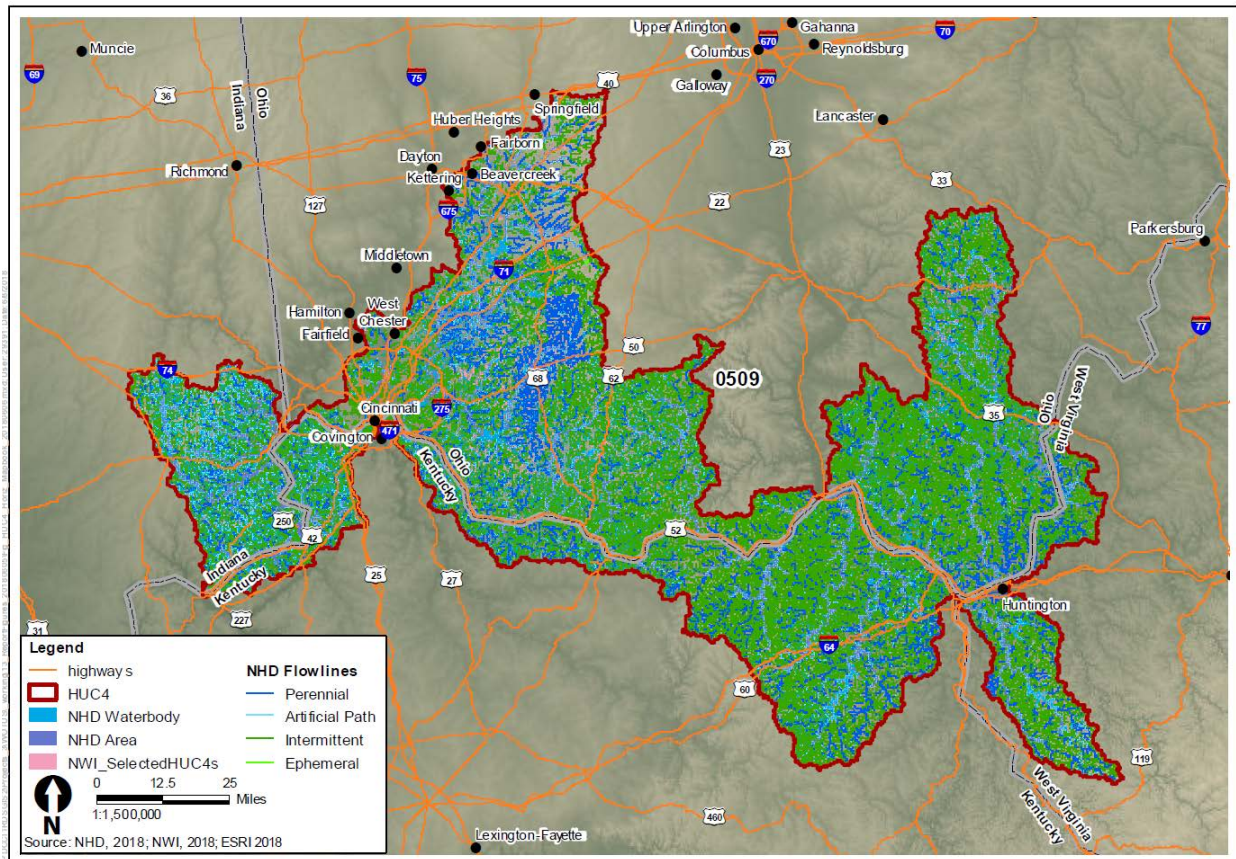 Muncie
69
36
Indiana
Ohio
75
40
Upper Arlington
Gahanna
Columbus
670
Reynoldsburg
70
Galloway
270
Springfield
Lancaster
Huber Heights
Fairborn
Dayton
Beavercreek
Kettering
Richmond
127
675
23
22
33
Parkersburg
77
Middletown
71
Hamilton
West
Chester
Fairfield
50
74
68
62
0509
Ohio
West Virginia
35
Cincinnati
275
471
Covington
Ohio
Kentucky
250
42
Indiana
Kentucky
52
25
27
227
31
Huntington
64
60
119
West Virginia
Kentucky
460
Lexington-Fayette
Legend
highways
HUC4
NHD Waterbody
NHD Area
NWI_SelectedHUC4s
NHD Flowlines
Perennial
Artificial Path
Intermittent
Ephemeral
N
0 12.5 25
Miles
1:1,500,000
Source: NHD, 2018; NWI, 2018; ESRI 2018